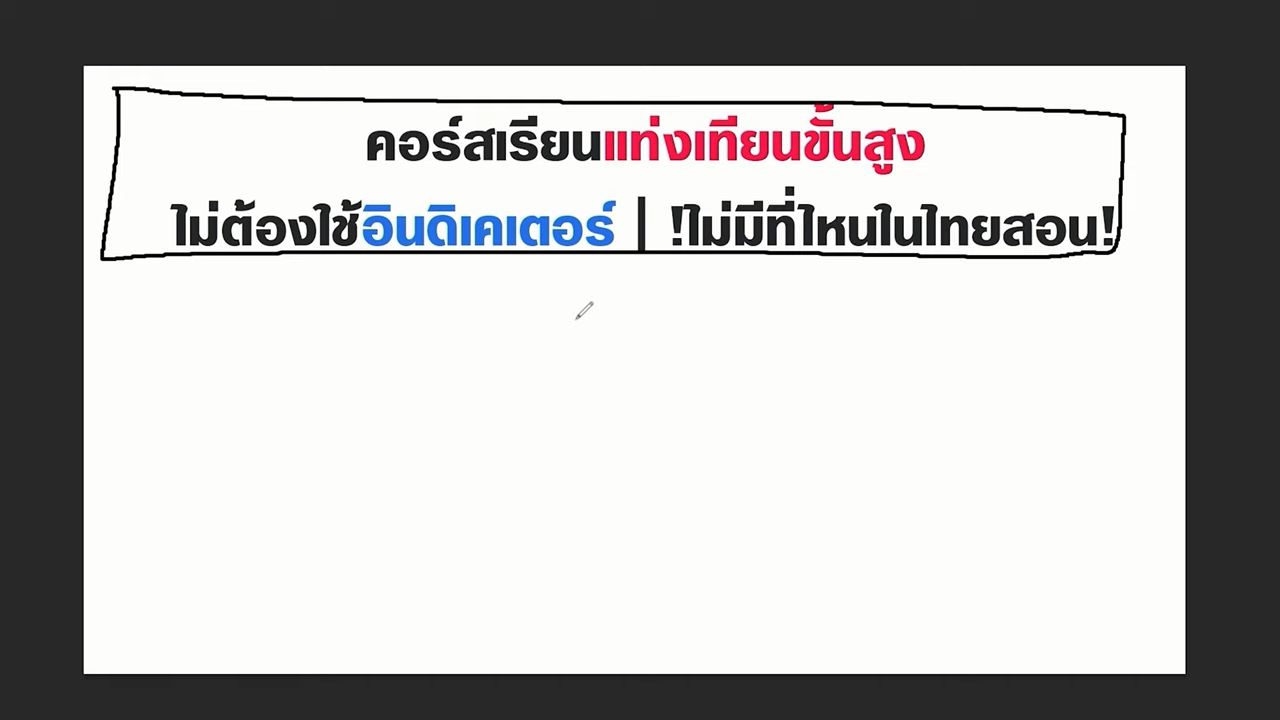 คอร์สเรียนแท่งเทียนขั้นสูง
ไม่ต้องใช้อินดิเคเตอร์ | !ไม่มีที่ไหนในไทยสอน!